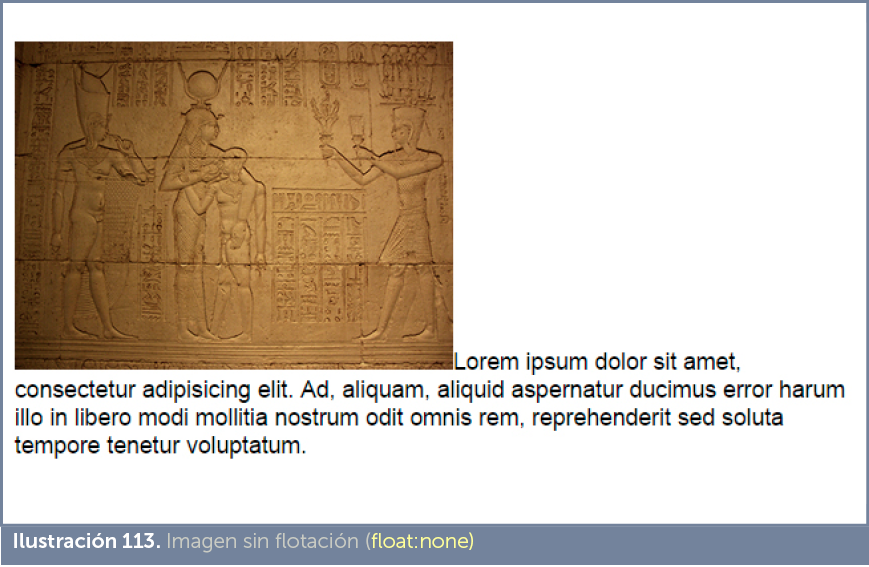 Lorem ipsum dolor sit amet,
consectetur adipisicing elit. Ad, aliquam, aliquid aspernatur ducimus error harum
illo in libero modi mollitia nostrum odit omnis rem, reprehenderit sed soluta
tempore tenetur voluptatum.
Ilustración 113. Imagen sin flotación (float:none)